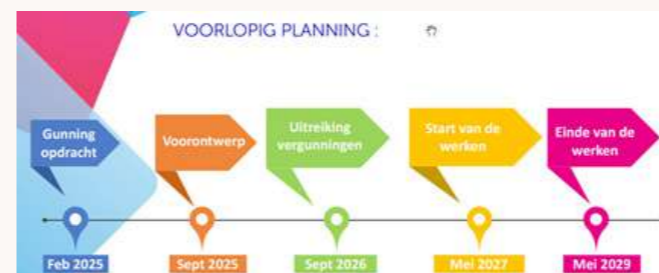 VOORLOPIG PLANNING :
Gunning
opdracht
Voorontwerp
Uitreiking
vergunningen
Start van de
werken
Einde van de
werken
Feb 2025
Sept 2025
Sept 2026
Mei 2027
Mei 2029